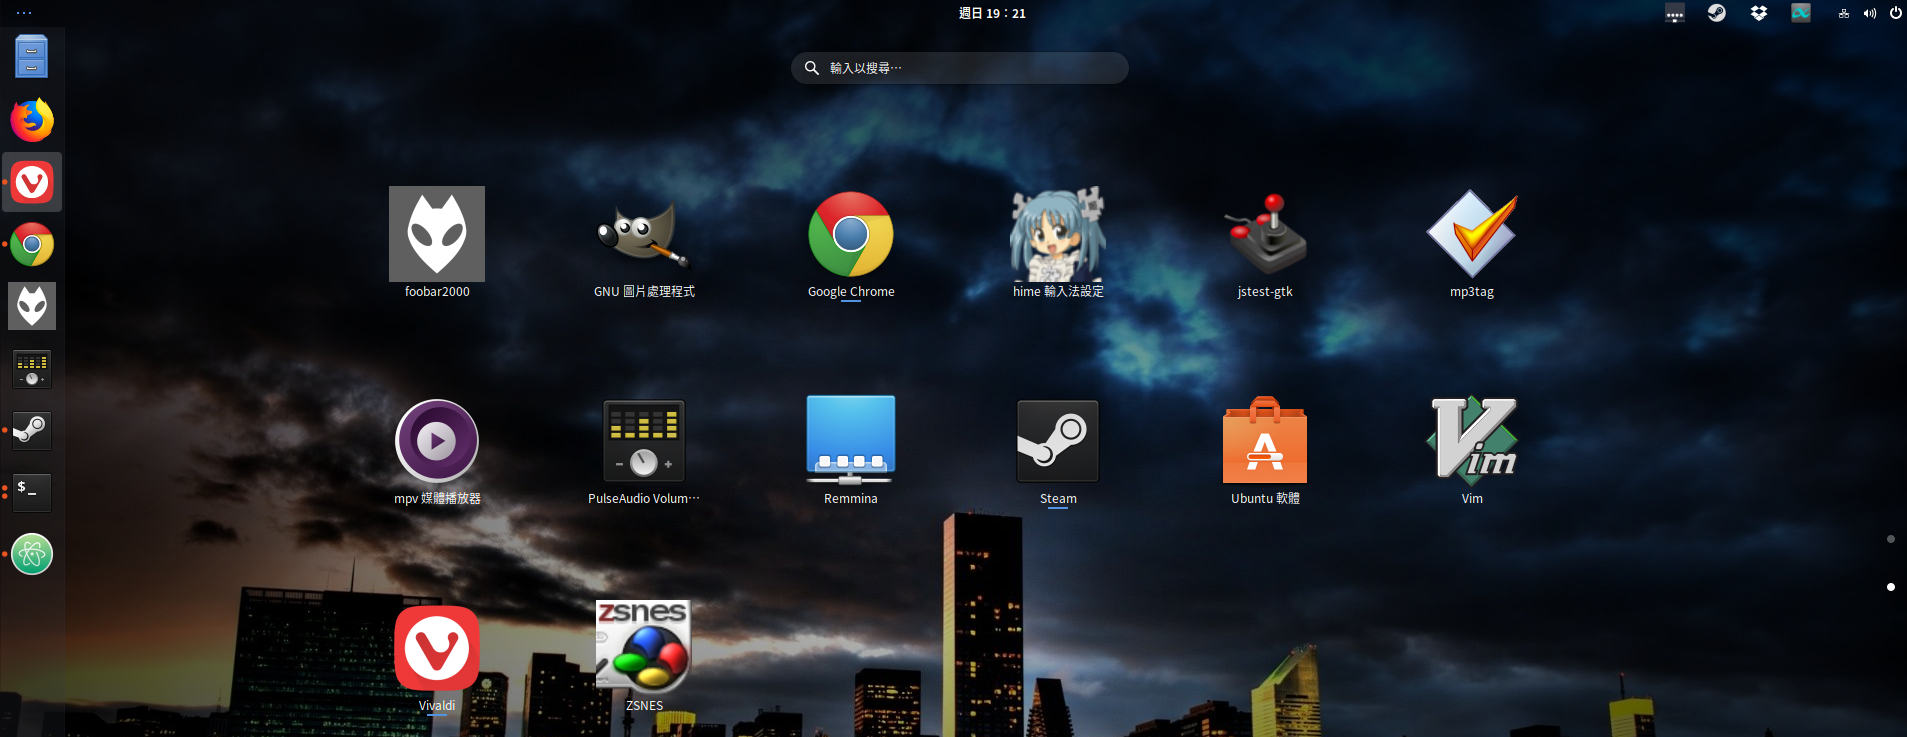 週日 19：21
輸入以搜尋…
foobar2000
GNU 圖片處理程式
Google Chrome
hime 輸入法設定
jstest-gtk
mp3tag
$_
mpv 媒體播放器
PulseAudio Volum…
Remmina
Steam
Ubuntu 軟體
Vim
Vim
zsnes
Vivaldi
ZSNES